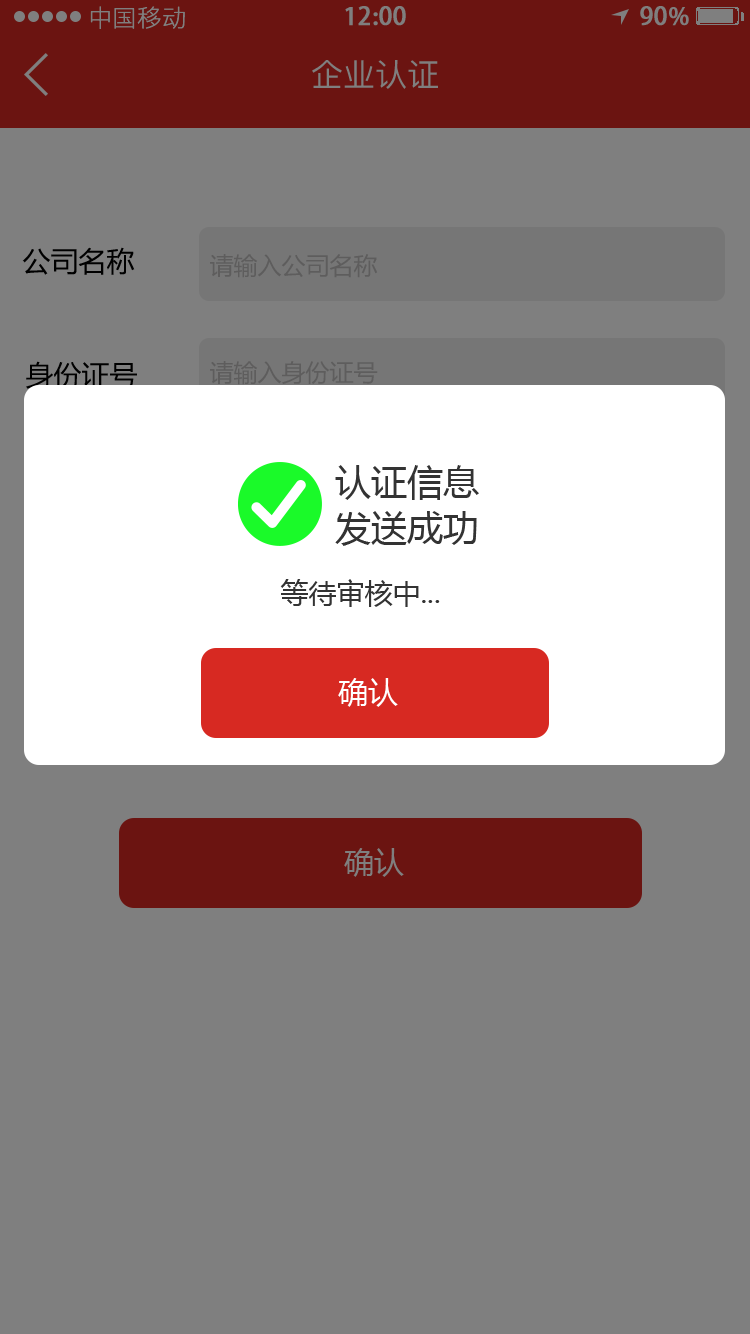 中国移动 12:00 90%
企业认证
公司名称 请输入公司名称
身份证号 请输入身份证号
认证信息
发送成功
等待审核中...
确认
确认